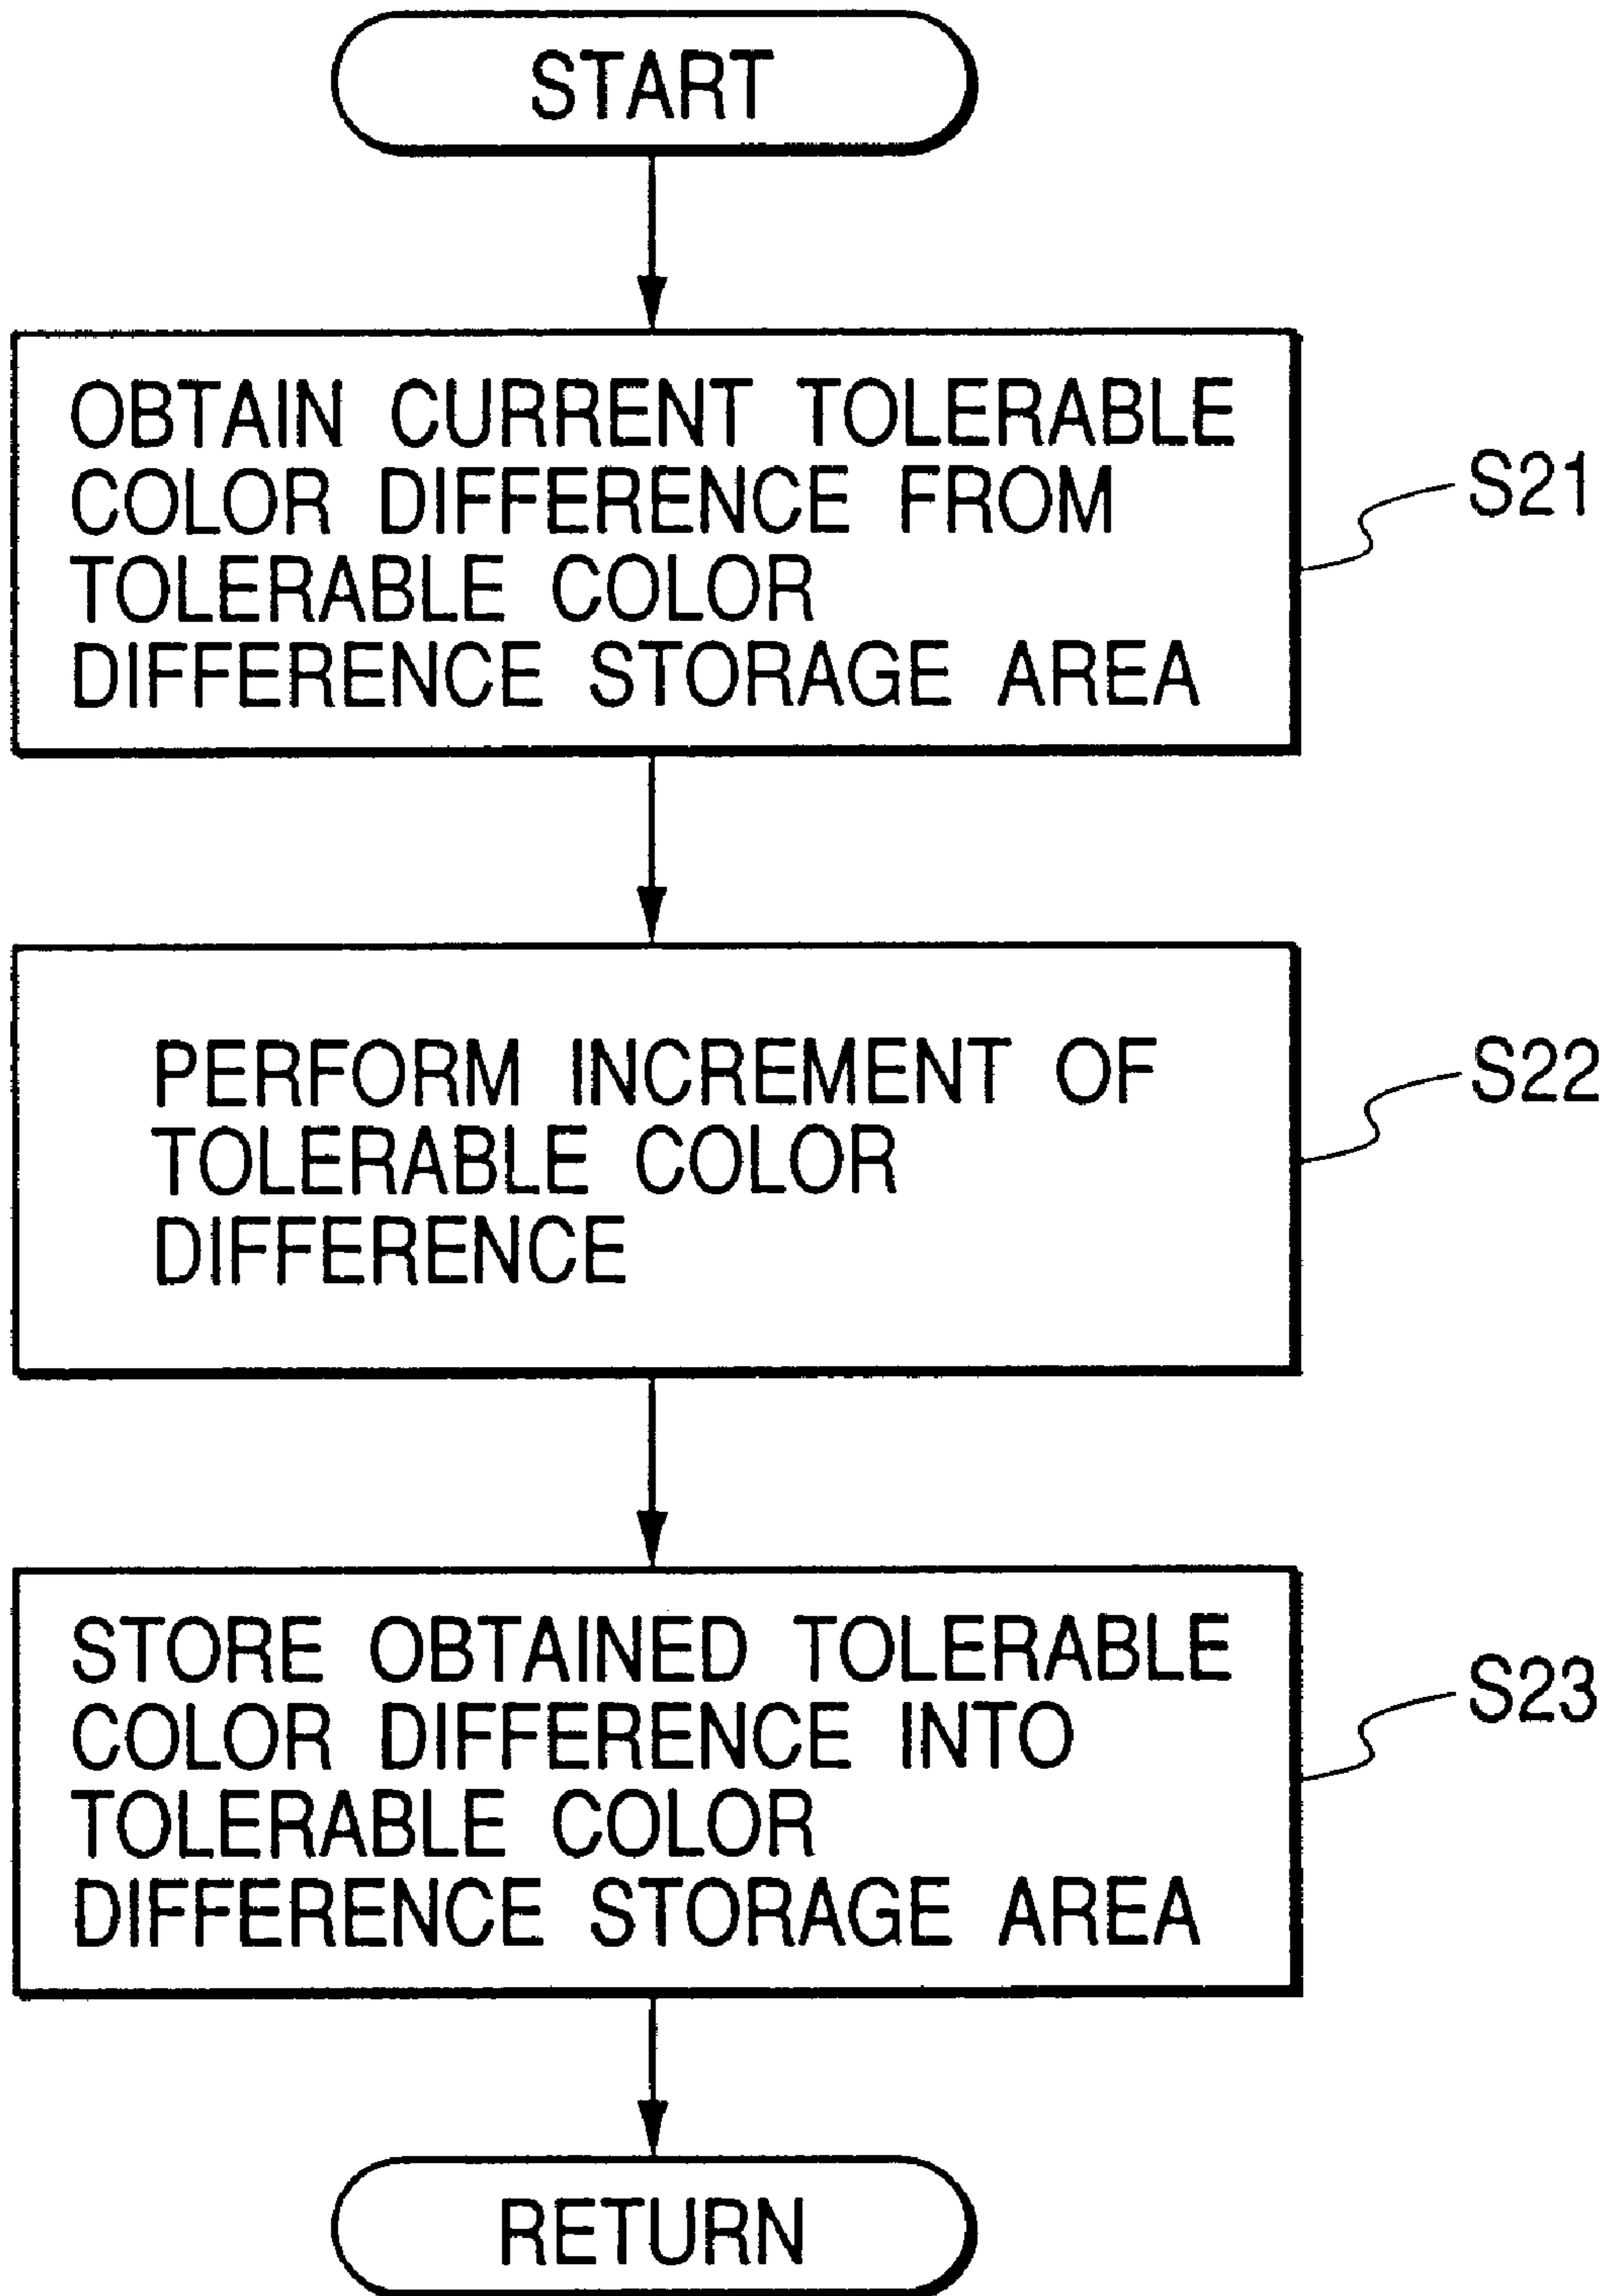 START
OBTAIN CURRENT TOLERABLE
COLOR DIFFERENCE FROM
TOLERABLE COLOR
DIFFERENCE STORAGE AREA
S21
PERFORM INCREMENT OF
TOLERABLE COLOR
DIFFERENCE
S22
STORE OBTAINED TOLERABLE
COLOR DIFFERENCE INTO
TOLERABLE COLOR
DIFFERENCE STORAGE AREA
S23
RETURN